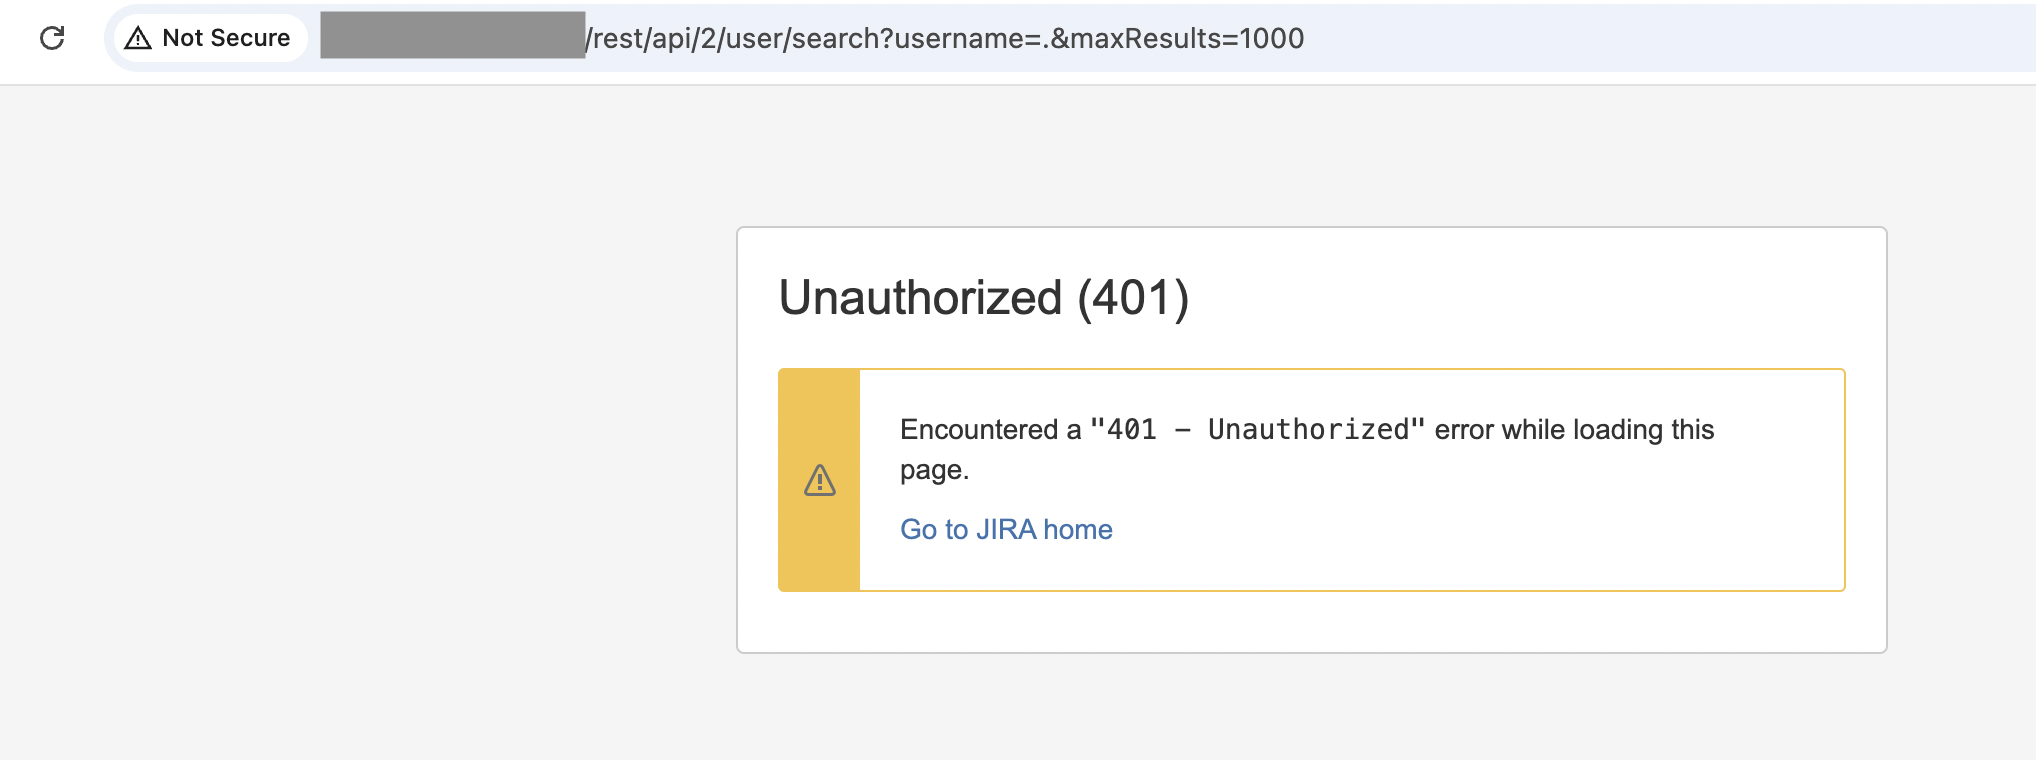 Not Secure /rest/api/2/user/search?username=.&maxResults=1000
Unauthorized (401)
Encountered a "401 – Unauthorized" error while loading this
page.
Go to JIRA home